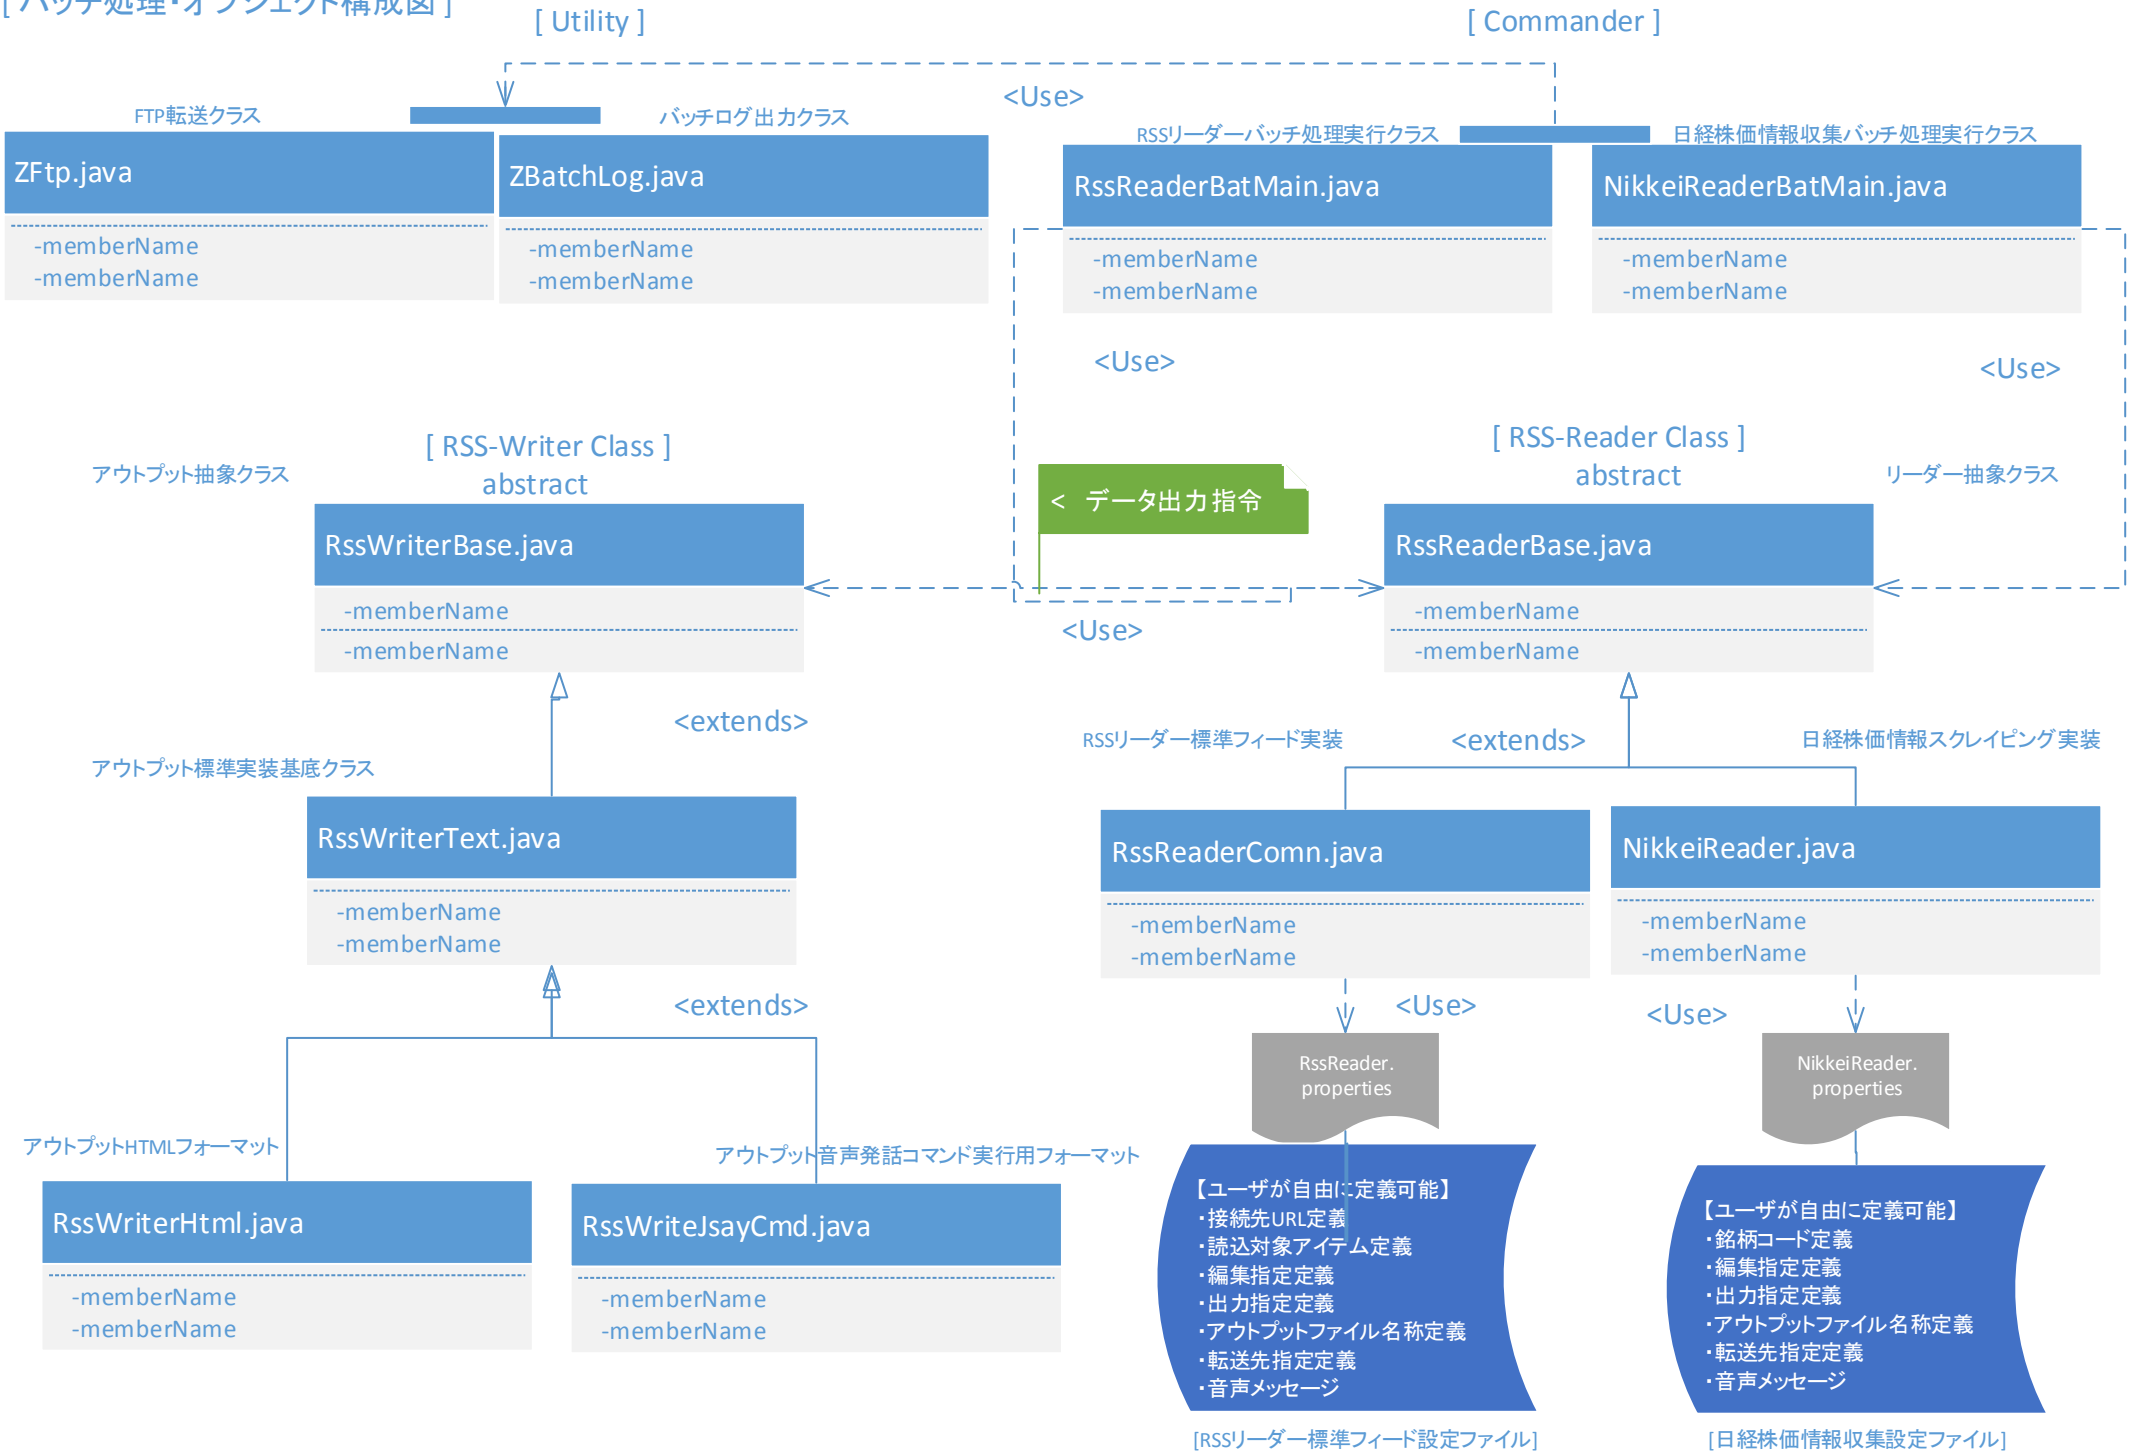 [ バッチ処理・オブジェクト構成図 ]
[ Utility ]
[ Commander ]
<Use>
FTP転送クラス
バッチログ出力クラス
RSSリーダーバッチ処理実行クラス
日経株価情報収集バッチ処理実行クラス
ZFtp.java
-memberName
-memberName
ZBatchLog.java
-memberName
-memberName
RssReaderBatMain.java
-memberName
-memberName
NikkeiReaderBatMain.java
-memberName
-memberName
<Use>
<Use>
[ RSS-Writer Class ]
abstract
アウトプット抽象クラス
[ RSS-Reader Class ]
abstract
リーダー抽象クラス
< データ出力指令
RssWriterBase.java
-memberName
-memberName
RssReaderBase.java
-memberName
-memberName
<Use>
<extends>
アウトプット標準実装基底クラス
RSSリーダー標準フィード実装
<extends>
日経株価情報スクレイピング実装
RssWriterText.java
-memberName
-memberName
RssReaderComn.java
-memberName
-memberName
NikkeiReader.java
-memberName
-memberName
<extends>
<Use>
<Use>
RssReader.
properties
NikkeiReader.
properties
アウトプットHTMLフォーマット
アウトプット音声発話コマンド実行用フォーマット
RssWriterHtml.java
-memberName
-memberName
RssWriteJsayCmd.java
-memberName
-memberName
【ユーザが自由に定義可能】
・接続先URL定義
・読込対象アイテム定義
・編集指定定義
・出力指定定義
・アウトプットファイル名称定義
・転送先指定定義
・音声メッセージ
【ユーザが自由に定義可能】
・銘柄コード定義
・編集指定定義
・出力指定定義
・アウトプットファイル名称定義
・転送先指定定義
・音声メッセージ
[RSSリーダー標準フィード設定ファイル]
[日経株価情報収集設定ファイル]